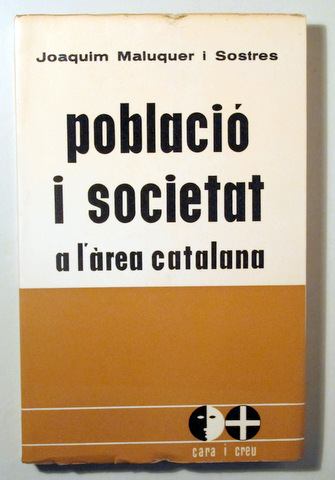 Joaquim Maluquer i Sostres
població
i societat
a l'àrea catalana
cara i creu